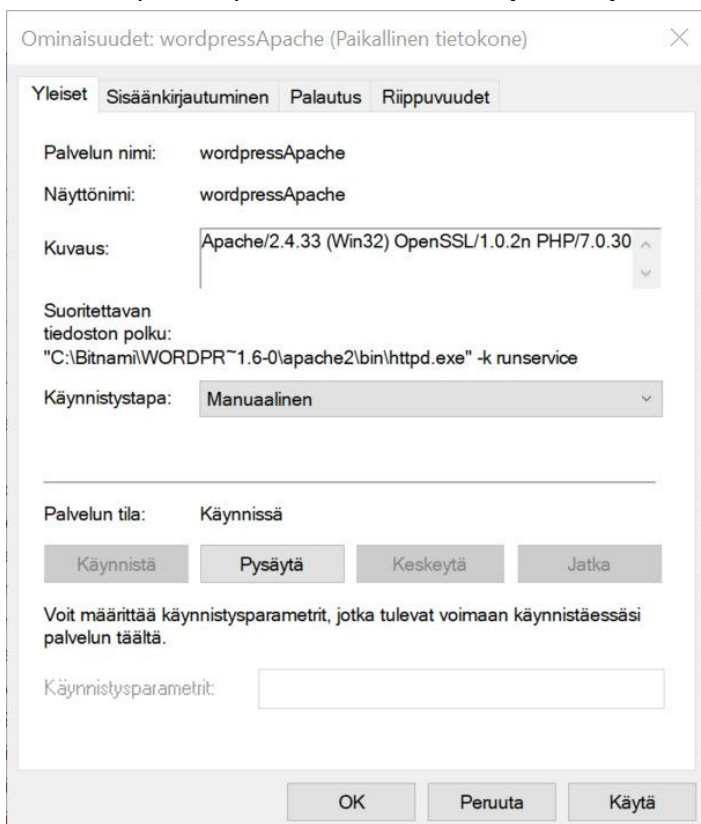 Ominaisuudet: wordpressApache (Paikallinen tietokone)
Yleiset Sisäänkirjautuminen Palautus Riippuvuudet
Palvelun nimi: wordpressApache
Näyttönimi: wordpressApache
Kuvaus: Apache/2.4.33 (Win32) OpenSSL/1.0.2n PHP/7.0.30
Suoritettavan
tiedoston polku:
"C:\Bitnami\WORDPR~1.6-0\apache2\bin\httpd.exe" -k runservice
Käynnistystapa: Manuaalinen
Palvelun tila: Käynnissä
Käynnistä Pysäytä Keskeytä Jatka
Voit määrittää käynnistysparametrit, jotka tulevat voimaan käynnistäessäsi
palvelun täältä.
Käynnistysparametrit:
OK Peruuta Käytä